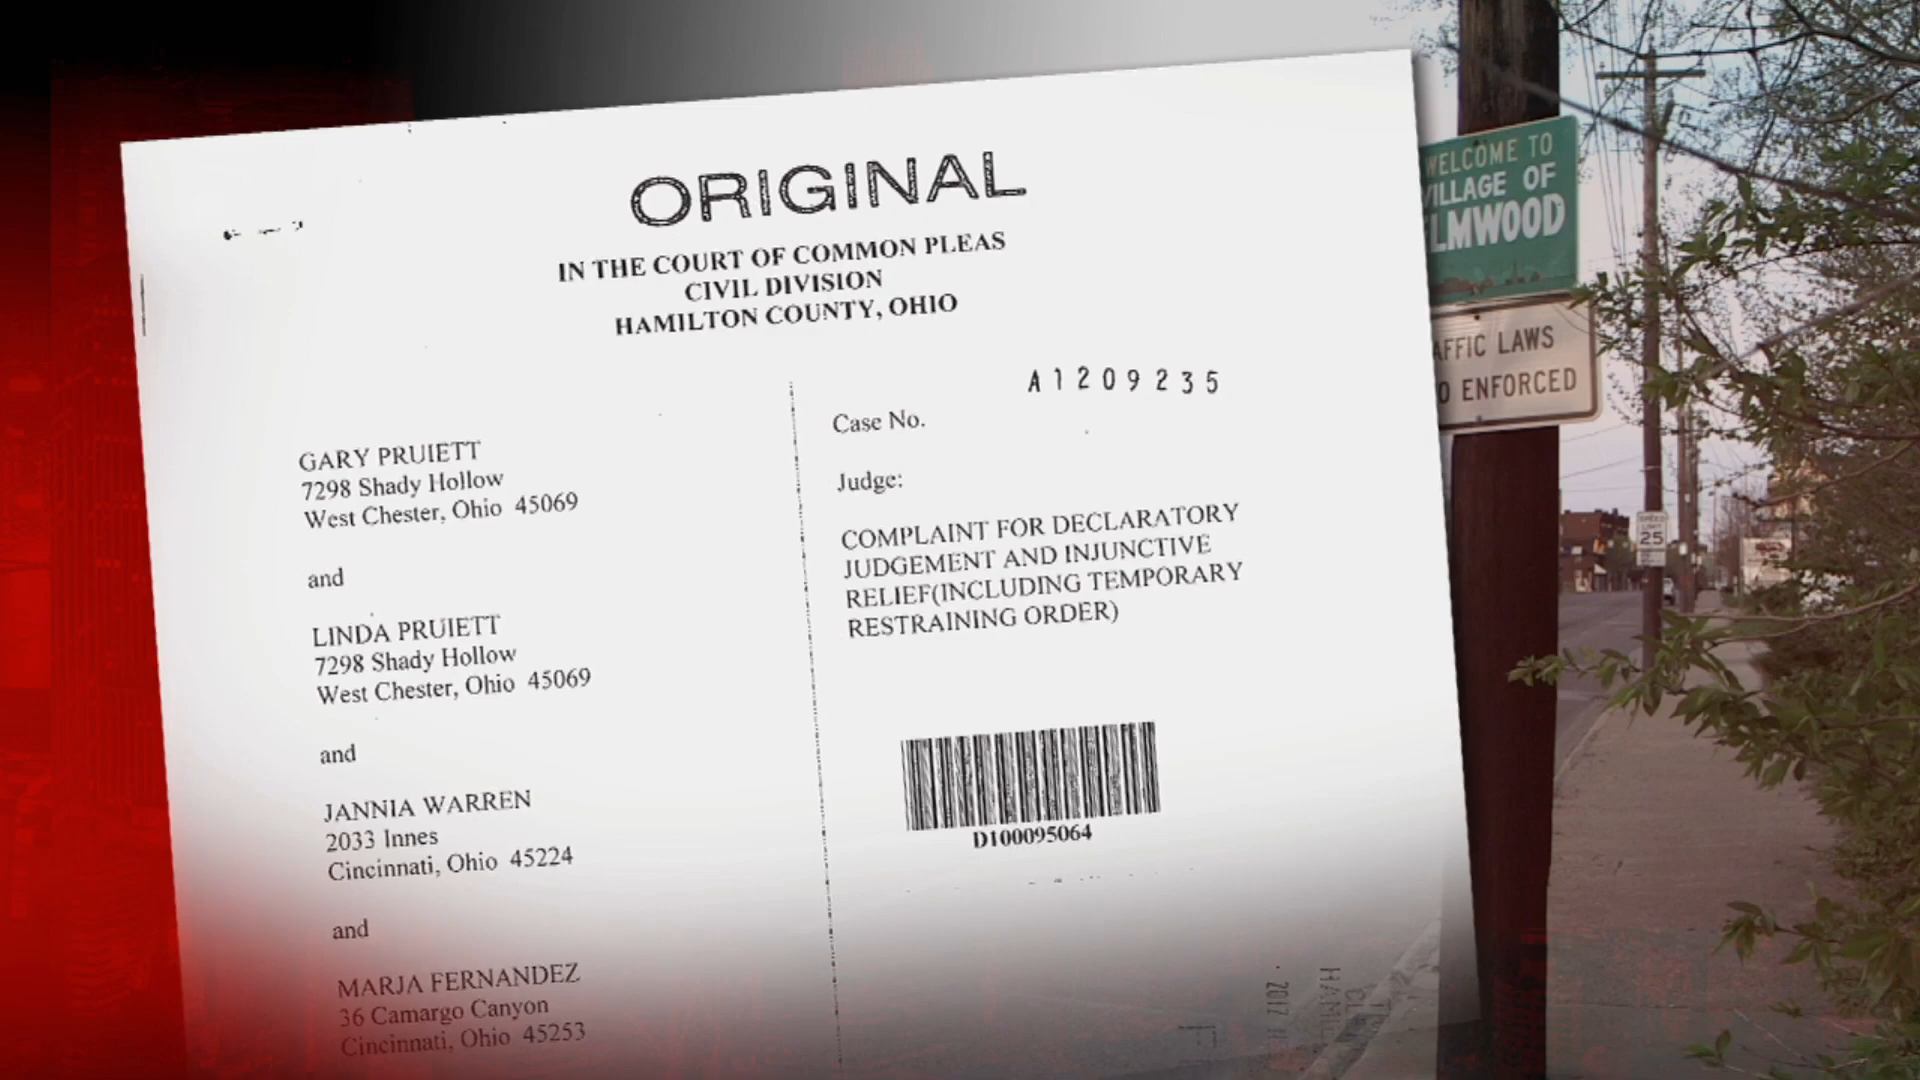 ORIGINAL
IN THE COURT OF COMMON PLEAS
CIVIL DIVISION
HAMILTON COUNTY, OHIO
GARY PRUIETT
7298 Shady Hollow
West Chester, Ohio 45069
and
LINDA PRUIETT
7298 Shady Hollow
West Chester, Ohio 45069
and
JANNIA WARREN
2033 Innes
Cincinnati, Ohio 45224
and
MARJA FERNANDEZ
36 Camargo Canyon
Cincinnati, Ohio 45253
A1209235
Case No.
Judge:
COMPLAINT FOR DECLARATORY
JUDGEMENT AND INJUNCTIVE
RELIEF(INCLUDING TEMPORARY
RESTRAINING ORDER)
D100095064
WELCOME TO
VILLAGE OF
LMWOOD
AFFIC LAWS
ENFORCED
SPEED
LIMIT
25